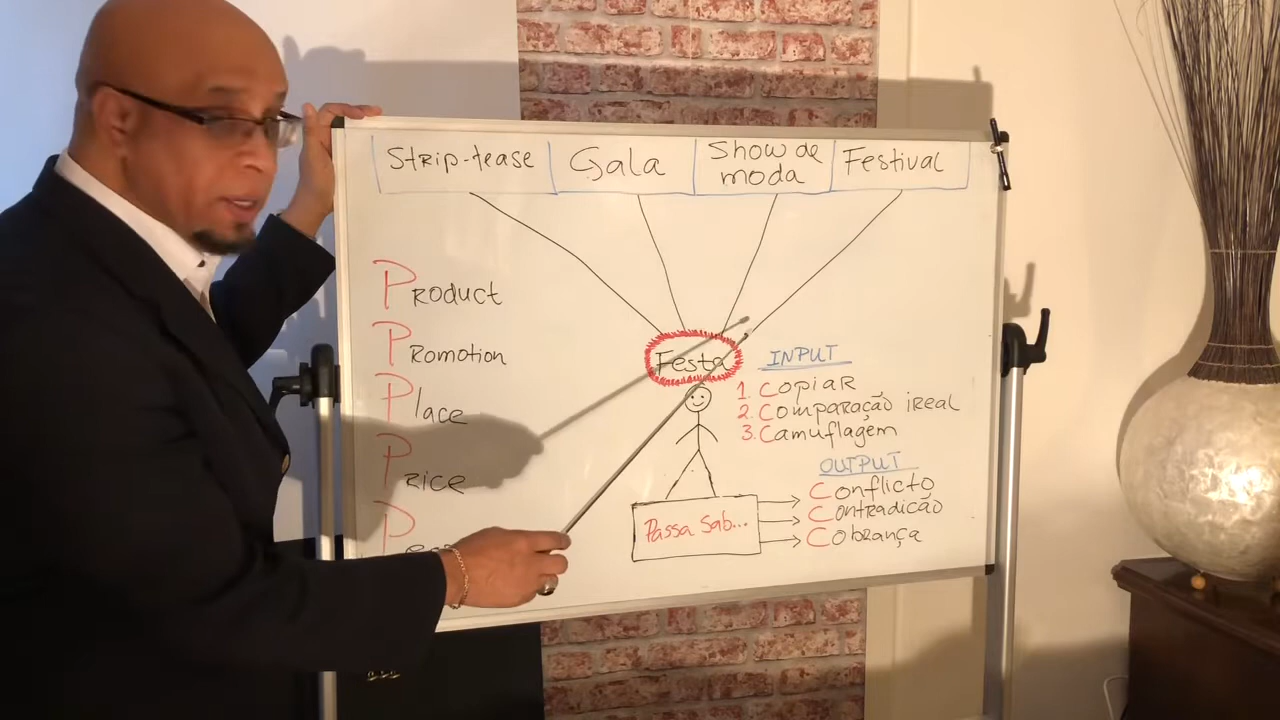 Strip-tease
Gala
Show de
moda
Festival
Product
Promotion
Place
Price
Festa
INPUT
1. Copiar
2. Comparação ireal
3. Camuflagem
OUTPUT
Conflicto
Contradição
Cobrança
Passa Sab...